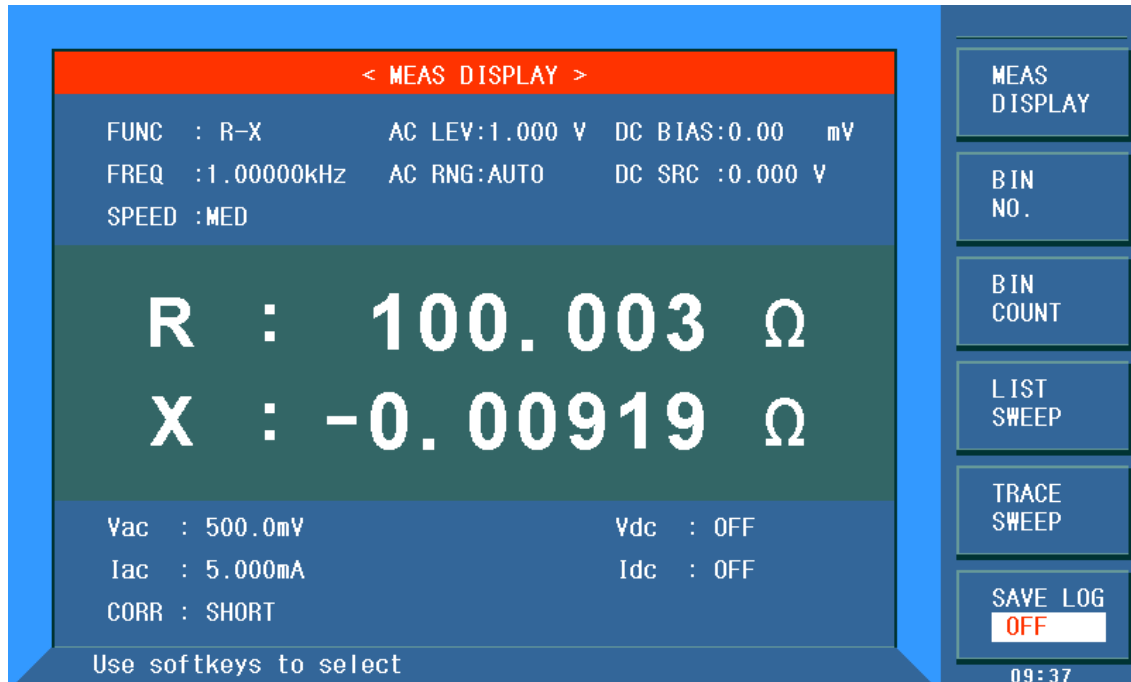 < MEAS DISPLAY >
FUNC : R-X AC LEV:1.000 V DC BIAS:0.00 mV
FREQ :1.00000kHz AC RNG:AUTO DC SRC :0.000 V
SPEED :MED
R : 100.003 Ω
X : -0.00919 Ω
Vac : 500.0mV Vdc : OFF
Iac : 5.000mA Idc : OFF
CORR : SHORT
Use softkeys to select
MEAS
DISPLAY
BIN
NO.
BIN
COUNT
LIST
SWEEP
TRACE
SWEEP
SAVE LOG
OFF
09:37